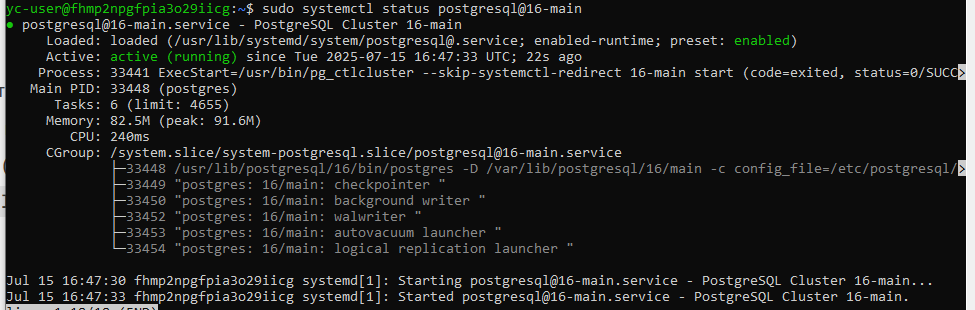 yc-user@fhmp2npgfpia3o29iicg:~$ sudo systemctl status postgresql@16-main
● postgresql@16-main.service - PostgreSQL Cluster 16-main
     Loaded: loaded (/usr/lib/systemd/system/postgresql@.service; enabled-runtime; preset: enabled)
     Active: active (running) since Tue 2025-07-15 16:47:33 UTC; 22s ago
    Process: 33441 ExecStart=/usr/bin/pg_ctlcluster --skip-systemctl-redirect 16-main start (code=exited, status=0/SUCC>
   Main PID: 33448 (postgres)
      Tasks: 6 (limit: 4655)
     Memory: 82.5M (peak: 91.6M)
        CPU: 240ms
     CGroup: /system.slice/system-postgresql.slice/postgresql@16-main.service
             ├─33448 /usr/lib/postgresql/16/bin/postgres -D /var/lib/postgresql/16/main -c config_file=/etc/postgresql/>
             ├─33449 "postgres: 16/main: checkpointer "
             ├─33450 "postgres: 16/main: background writer "
             ├─33452 "postgres: 16/main: walwriter "
             ├─33453 "postgres: 16/main: autovacuum launcher "
             └─33454 "postgres: 16/main: logical replication launcher "
Jul 15 16:47:30 fhmp2npgfpia3o29iicg systemd[1]: Starting postgresql@16-main.service - PostgreSQL Cluster 16-main...
Jul 15 16:47:33 fhmp2npgfpia3o29iicg systemd[1]: Started postgresql@16-main.service - PostgreSQL Cluster 16-main.